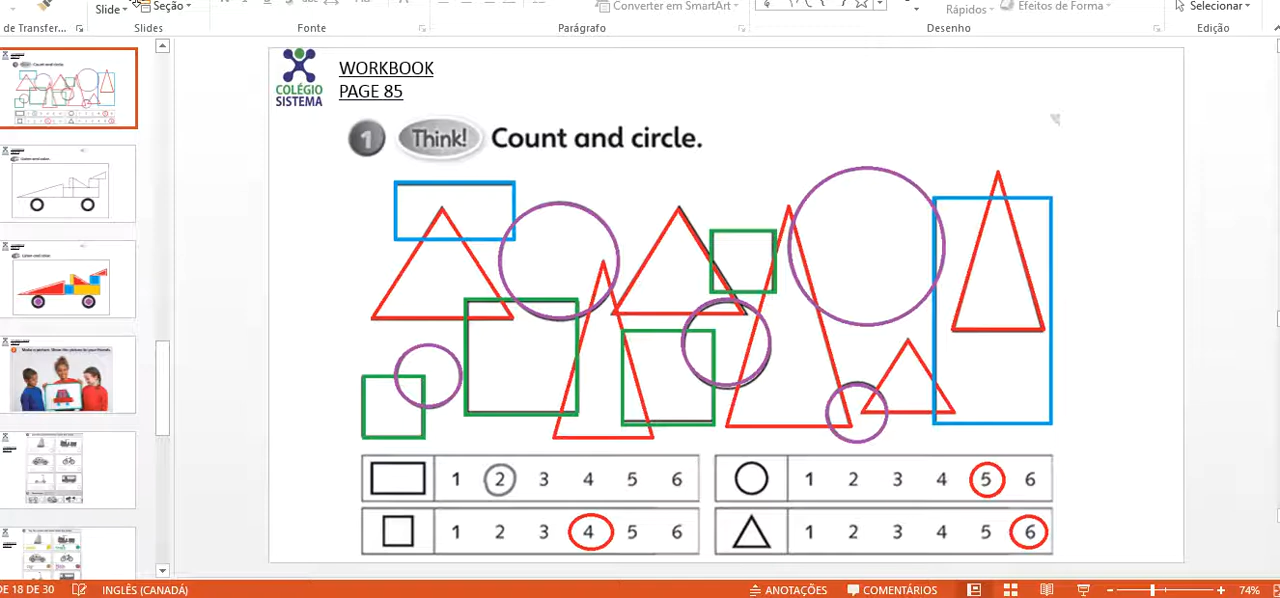 Slide
Seção
Converter em SmartArt
Rápidos
Efeitos de Forma
Selecionar
de Transfer...
Slides
Fonte
Parágrafo
Desenho
Edição
COLÉGIO
SISTEMA
WORKBOOK
PAGE 85
1 Think! Count and circle.
1 2 3 4 5 6
1 2 3 4 5 6
1 2 3 4 5 6
1 2 3 4 5 6
DE 18 DE 30
INGLÊS (CANADÁ)
ANOTAÇÕES
COMENTÁRIOS
74%